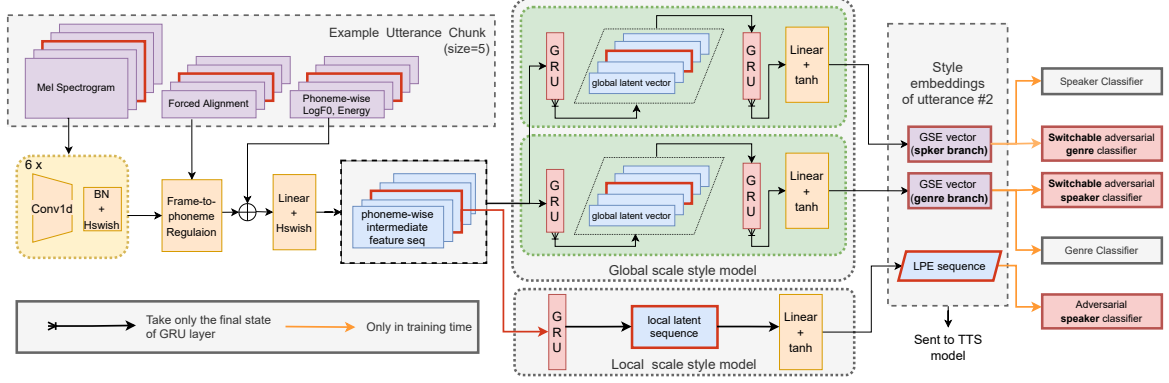 Example Utterance Chunk
(size=5)
Mel Spectrogram
Forced Alignment
Phoneme-wise
LogF0, Energy
6 x
Conv1d
BN
+
Hswish
Frame-to-
phoneme
Regulaion
Linear
+
Hswish
phoneme-wise
intermediate
feature seq
G
R
U
global latent vector
G
R
U
Linear
+
tanh
G
R
U
global latent vector
G
R
U
Linear
+
tanh
Global scale style model
G
R
U
local latent
sequence
Linear
+
tanh
Local scale style model
Style
embeddings
of utterance #2
GSE vector
(spker branch)
GSE vector
(genre branch)
LPE sequence
Sent to TTS
model
Speaker Classifier
Switchable adversarial
genre classifier
Switchable adversarial
speaker classifier
Genre Classifier
Adversarial
speaker classifier
Take only the final state
of GRU layer
Only in training time